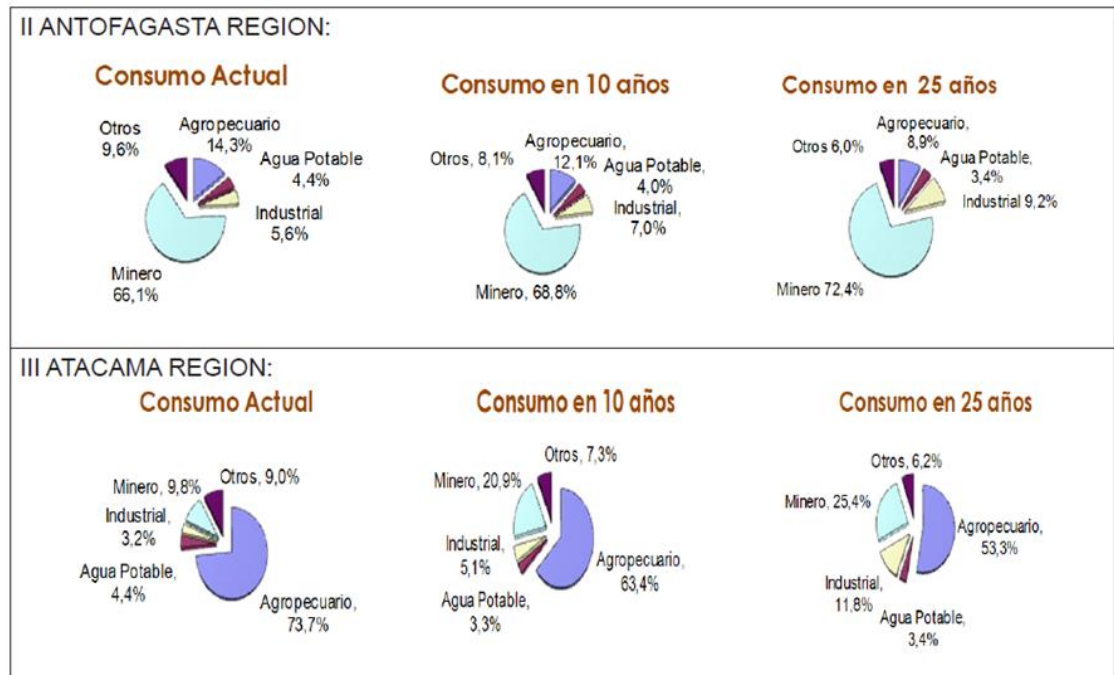 II ANTOFAGASTA REGION:
Consumo Actual
Otros
9,6%
Agropecuario
14,3%
Agua Potable
4,4%
Industrial
5,6%
Minero
66,1%
Consumo en 10 años
Otros, 8,1%
Agropecuario,
12,1%
Agua Potable,
4,0%
Industrial,
7,0%
Minero, 68,8%
Consumo en 25 años
Otros 6,0%
Agropecuario,
8,9%
Agua Potable,
3,4%
Industrial 9,2%
Minero 72,4%
III ATACAMA REGION:
Consumo Actual
Minero, 9,8%
Otros, 9,0%
Industrial,
3,2%
Agua Potable,
4,4%
Agropecuario,
73,7%
Consumo en 10 años
Otros, 7,3%
Minero, 20,9%
Industrial,
5,1%
Agropecuario,
63,4%
Agua Potable,
3,3%
Consumo en 25 años
Otros, 6,2%
Minero, 25,4%
Agropecuario,
53,3%
Industrial,
11,8%
Agua Potable,
3,4%